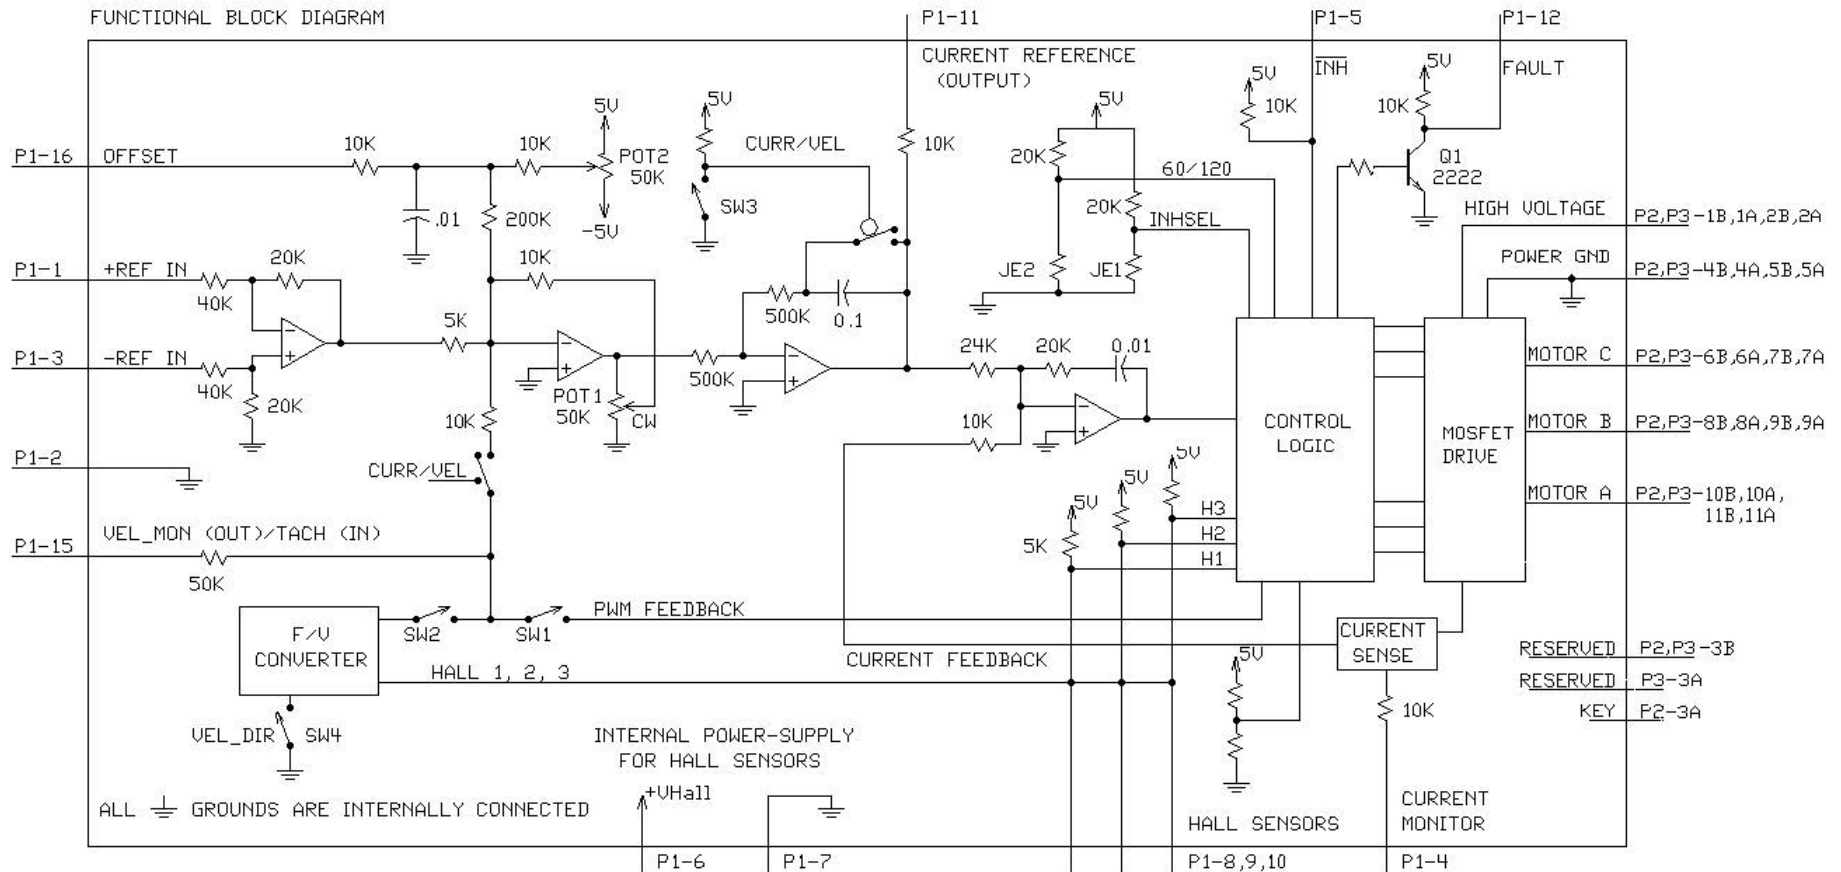 FUNCTIONAL BLOCK DIAGRAM
P1-11
P1-5
P1-12
CURRENT REFERENCE
(OUTPUT)
INH
FAULT
5V
10K
5V
10K
Q1
2222
5V
5V
5V
CURR/VEL
10K
20K
60/120
20K
INHSEL
JE2
JE1
P1-16
OFFSET
10K
10K
POT2
50K
-5V
SW3
.01
200K
HIGH VOLTAGE
P2,P3-1B,1A,2B,2A
POWER GND
P2,P3-4B,4A,5B,5A
P1-1
+REF IN
20K
40K
10K
500K
0.1
5K
P1-3
-REF IN
40K
20K
POT1
50K
CW
500K
24K
20K
0.01
10K
10K
CONTROL
LOGIC
MOSFET
DRIVE
MOTOR C
P2,P3-6B,6A,7B,7A
MOTOR B
P2,P3-8B,8A,9B,9A
MOTOR A
P2,P3-10B,10A,
11B,11A
P1-2
CURR/VEL
5V
5V
5V
5K
H3
H2
H1
P1-15
VEL_MON (OUT)/TACH (IN)
50K
F/V
CONVERTER
SW2
SW1
PWM FEEDBACK
CURRENT FEEDBACK
HALL 1, 2, 3
CURRENT
SENSE
5V
10K
RESERVED
P2,P3-3B
RESERVED
P3-3A
KEY
P2-3A
VEL_DIR
SW4
INTERNAL POWER-SUPPLY
FOR HALL SENSORS
+VHall
ALL GROUNDS ARE INTERNALLY CONNECTED
HALL SENSORS
CURRENT
MONITOR
P1-6
P1-7
P1-8,9,10
P1-4